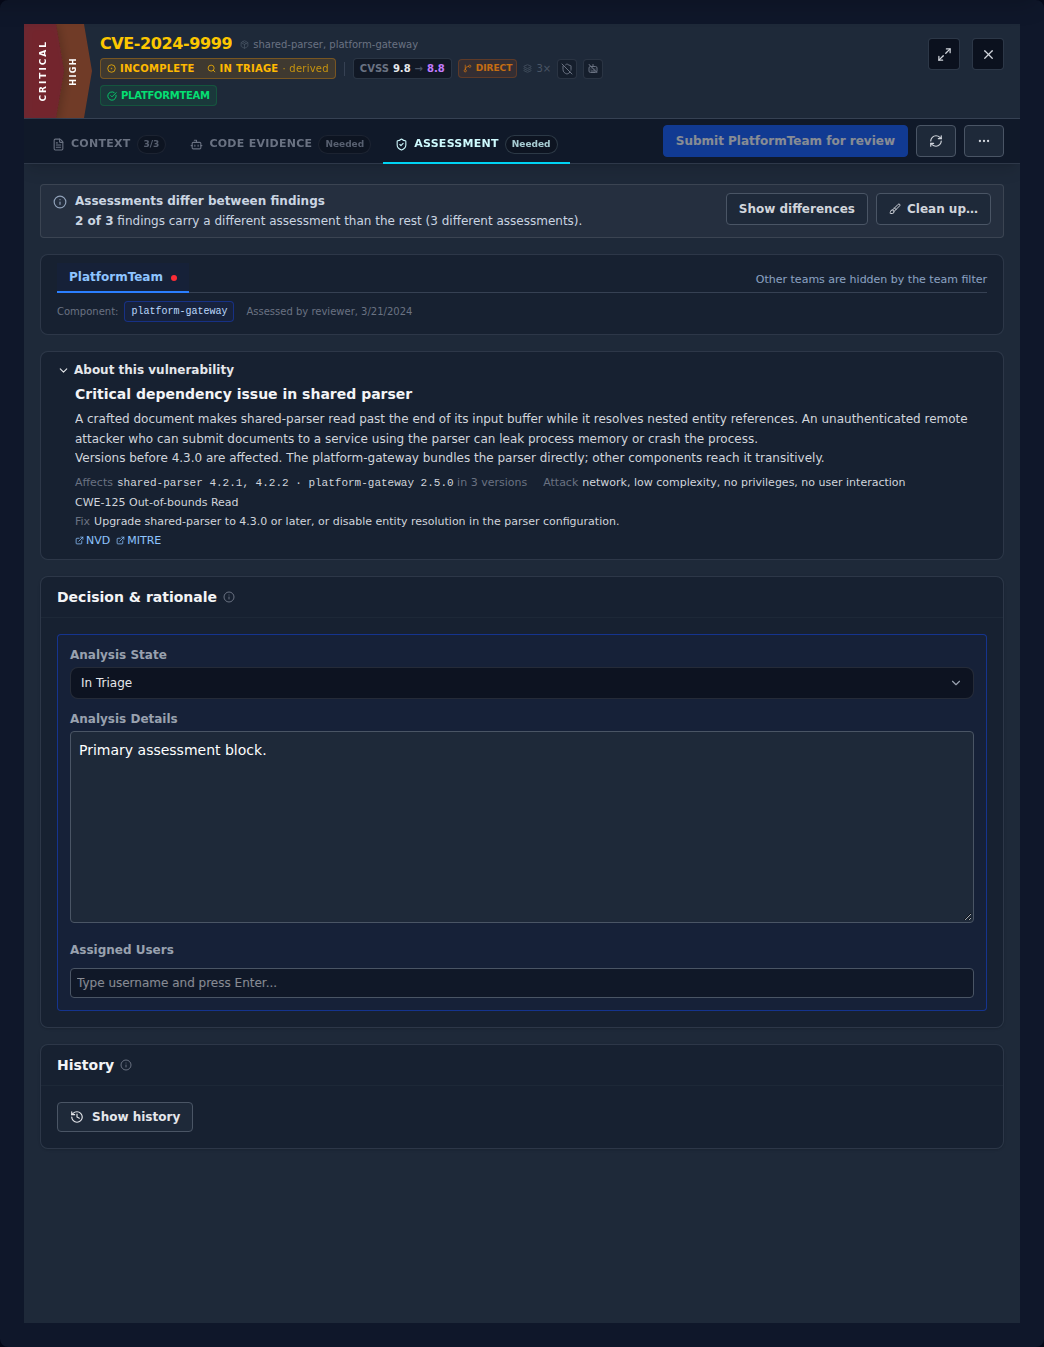 CRITICAL
HIGH
CVE-2024-9999 shared-parser, platform-gateway
INCOMPLETE IN TRIAGE · derived CVSS 9.8 → 8.8 DIRECT 3×
PLATFORMTEAM
CONTEXT 3/3 CODE EVIDENCE Needed ASSESSMENT Needed Submit PlatformTeam for review ...
Assessments differ between findings
2 of 3 findings carry a different assessment than the rest (3 different assessments).
Show differences Clean up...
PlatformTeam Other teams are hidden by the team filter
Component: platform-gateway Assessed by reviewer, 3/21/2024
About this vulnerability
Critical dependency issue in shared parser
A crafted document makes shared-parser read past the end of its input buffer while it resolves nested entity references. An unauthenticated remote
attacker who can submit documents to a service using the parser can leak process memory or crash the process.
Versions before 4.3.0 are affected. The platform-gateway bundles the parser directly; other components reach it transitively.
Affects shared-parser 4.2.1, 4.2.2 · platform-gateway 2.5.0 in 3 versions Attack network, low complexity, no privileges, no user interaction
CWE-125 Out-of-bounds Read
Fix Upgrade shared-parser to 4.3.0 or later, or disable entity resolution in the parser configuration.
NVD MITRE
Decision & rationale
Analysis State
In Triage
Analysis Details
Primary assessment block.
Assigned Users
Type username and press Enter...
History
Show history